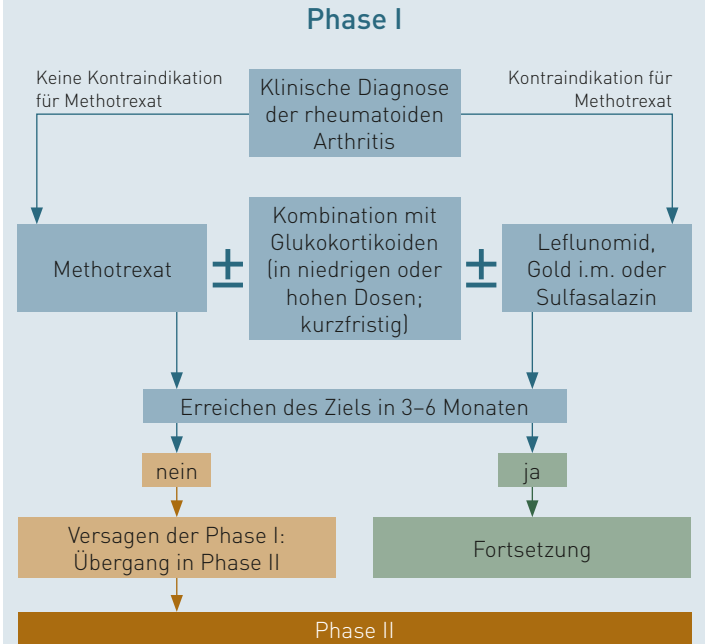 Phase I
Keine Kontraindikation
für Methotrexat
Klinische Diagnose
der rheumatoiden
Arthritis
Kontraindikation für
Methotrexat
Methotrexat
±
Kombination mit
Glukokortikoiden
(in niedrigen oder
hohen Dosen;
kurzfristig)
±
Leflunomid,
Gold i.m. oder
Sulfasalazin
Erreichen des Ziels in 3–6 Monaten
nein
ja
Versagen der Phase I:
Übergang in Phase II
Fortsetzung
Phase II